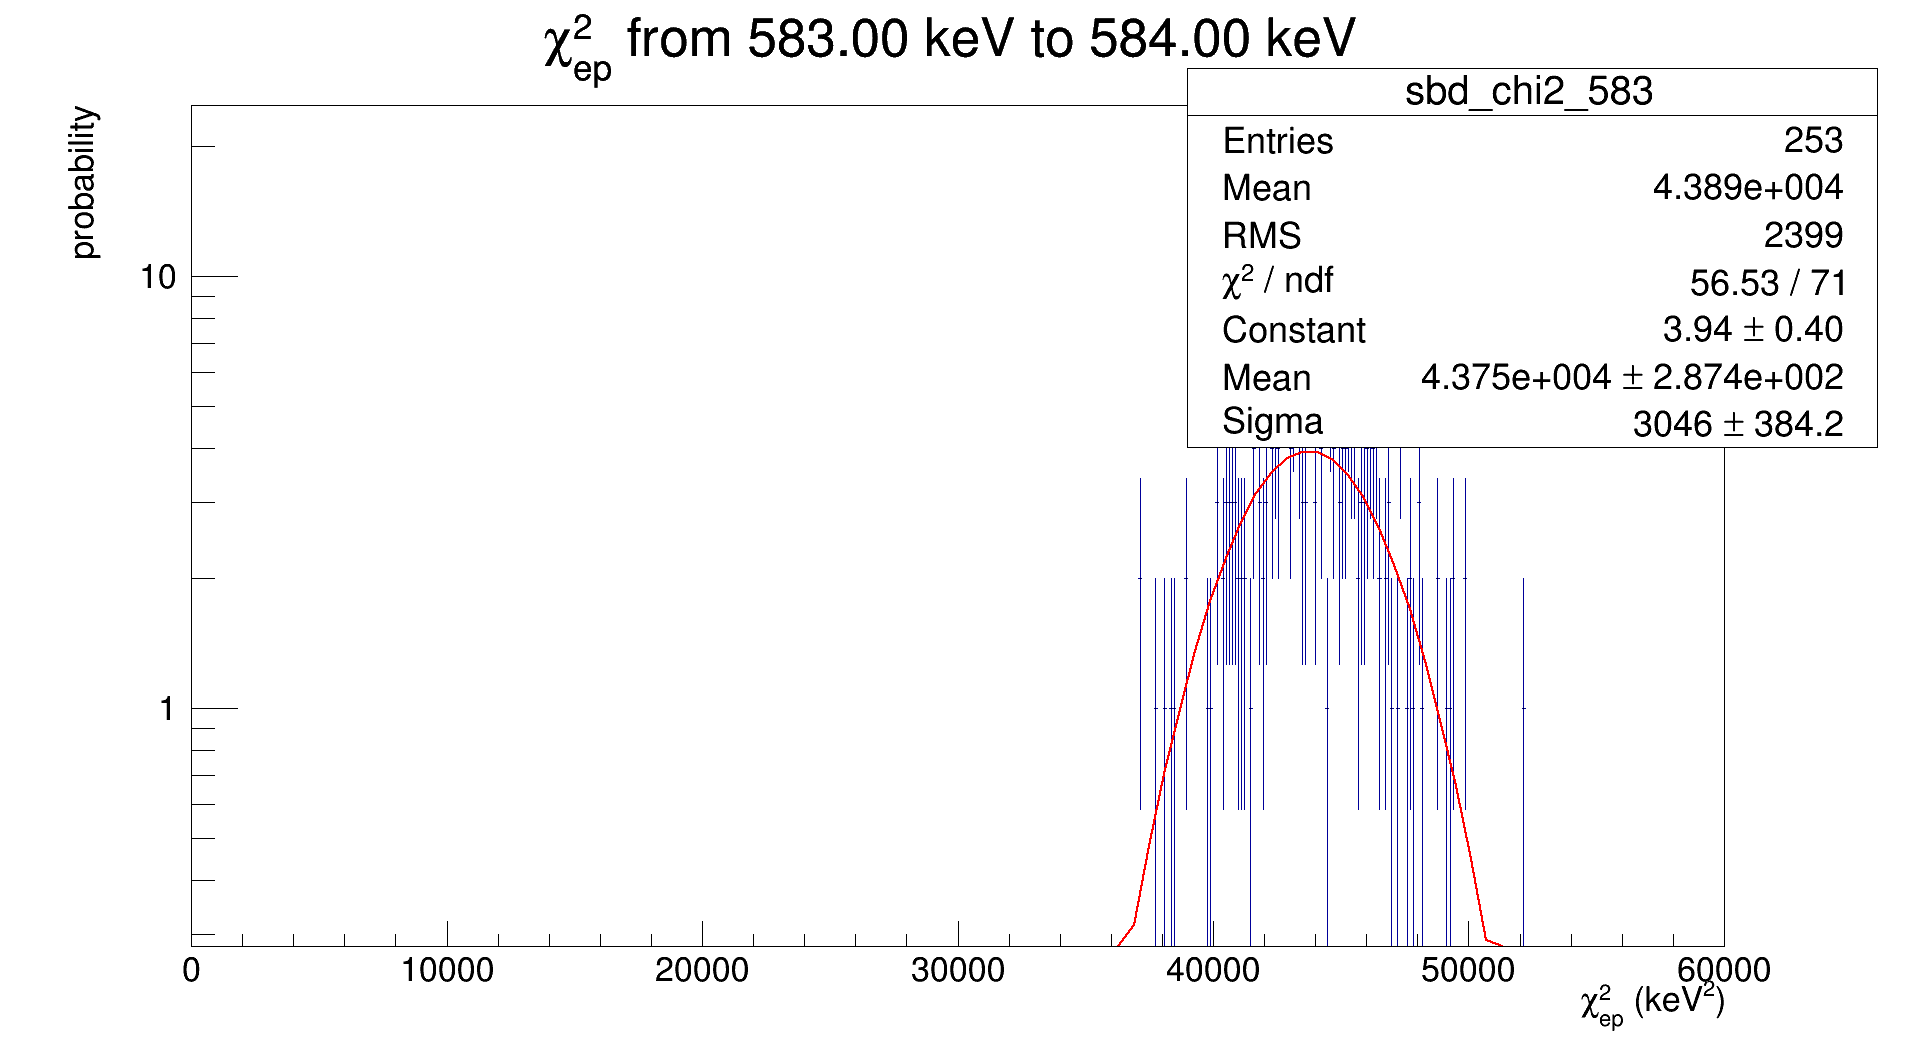 χ²ep from 583.00 keV to 584.00 keV
sbd_chi2_583
Entries 253
Mean 4.389e+004
RMS 2399
χ² / ndf 56.53 / 71
Constant 3.94 ± 0.40
Mean 4.375e+004 ± 2.874e+002
Sigma 3046 ± 384.2
probability
10
1
0 10000 20000 30000 40000 50000 60000
χ²ep (keV²)